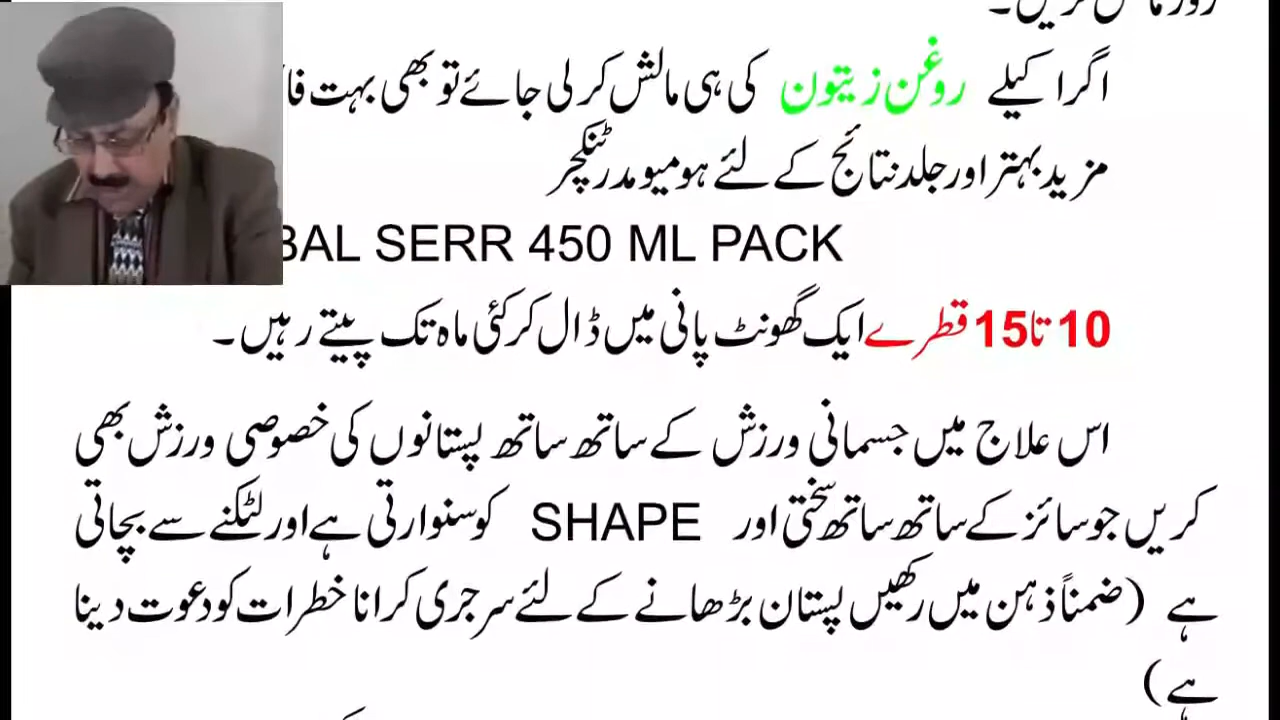 اگر اکیلے روغن زیتون کی ہی مالش کر لی جائے تو بھی بہت
مزید بہتر اور جلد نتائج کے لئے ہومیو مدر ٹنکچر
BAL SERR 450 ML PACK
10 تا 15 قطرے ایک گھونٹ پانی میں ڈال کر کئی ماہ تک پیتے رہیں۔
اس علاج میں جسمانی ورزش کے ساتھ ساتھ پستانوں کی خصوصی ورزش بھی
کریں جو سائز کے ساتھ ساتھ سختی اور SHAPE کو سنوارتی ہے اور لٹکنے سے بچاتی
ہے (ضمناً ذہن میں رکھیں پستان بڑھانے کے لئے سرجری کرانا خطرات کو دعوت دینا
ہے)